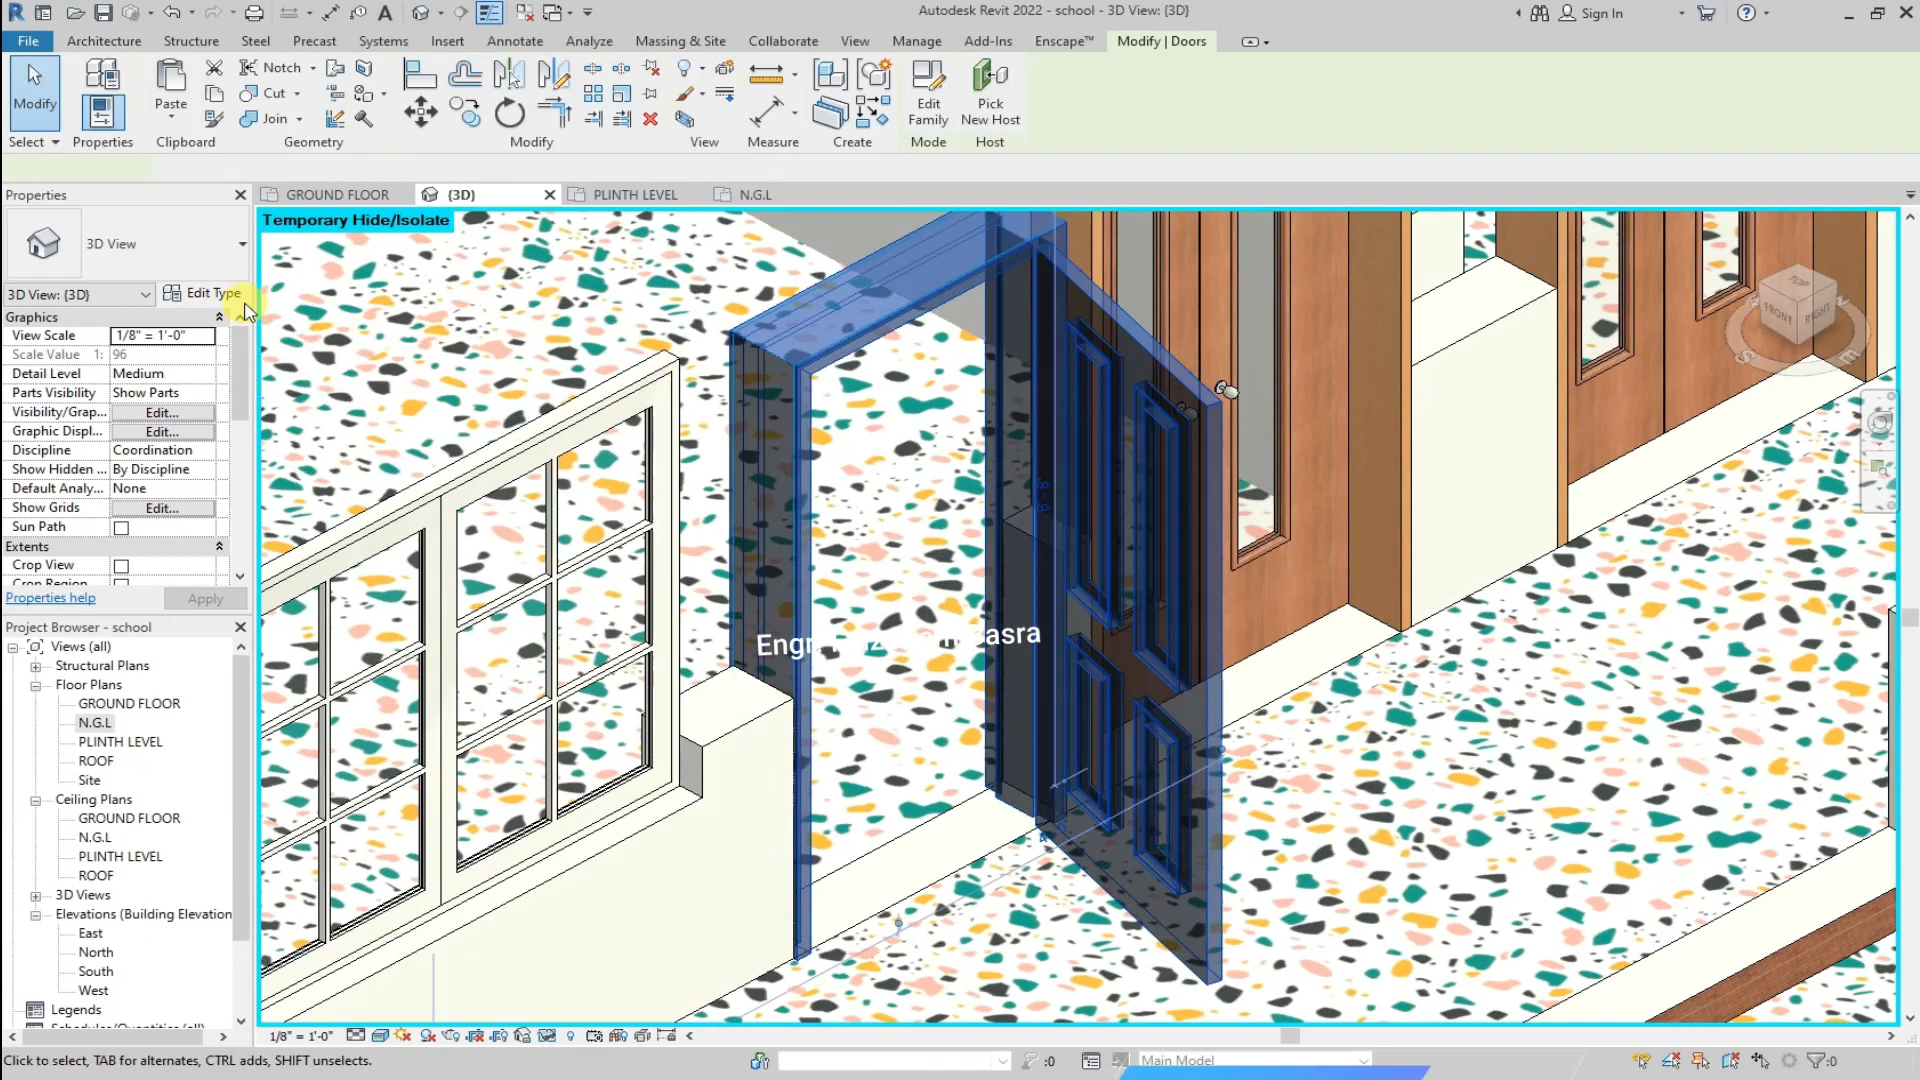 Autodesk Revit 2022 - school - 3D View: {3D}
Sign In
File Architecture Structure Steel Precast Systems Insert Annotate Analyze Massing & Site Collaborate View Manage Add-Ins Enscape™ Modify | Doors
Modify
Paste
Notch
Cut
Join
Edit Family
Pick New Host
Select Properties Clipboard Geometry Modify View Measure Create Mode Host
Properties
GROUND FLOOR {3D} PLINTH LEVEL N.G.L
Temporary Hide/Isolate
3D View
3D View: {3D} Edit Type
Graphics
View Scale 1/8" = 1'-0"
Scale Value 1: 96
Detail Level Medium
Parts Visibility Show Parts
Visibility/Grap... Edit...
Graphic Displ... Edit...
Discipline Coordination
Show Hidden ... By Discipline
Default Analy... None
Show Grids Edit...
Sun Path
Extents
Crop View
Crop Region
Properties help Apply
Project Browser - school
Views (all)
Structural Plans
Floor Plans
GROUND FLOOR
N.G.L
PLINTH LEVEL
ROOF
Site
Ceiling Plans
GROUND FLOOR
N.G.L
PLINTH LEVEL
ROOF
3D Views
Elevations (Building Elevation
East
North
South
West
Legends
Schedules/Quantities (all)
TOP
FRONT RIGHT
S E
Engr.
1/8" = 1'-0"
Click to select, TAB for alternates, CTRL adds, SHIFT unselects.
:0
Main Model
:0